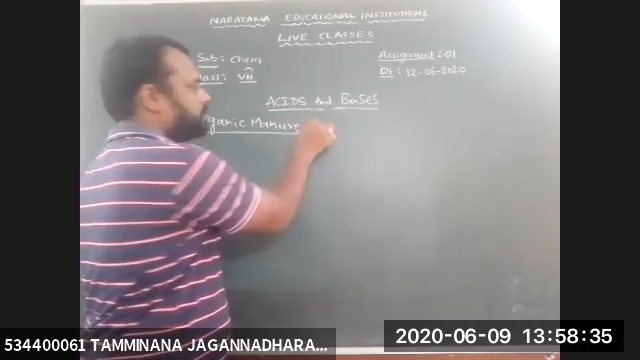 NARAYANA EDUCATIONAL INSTITUTIONS
LIVE CLASSES
Sub: Chem
Assignment: 01
lass: VII
Dt: 12-06-2020
ACIDS and Bases
ganic Manure
534400061 TAMMINANA JAGANNADHARA...
2020-06-09 13:58:35